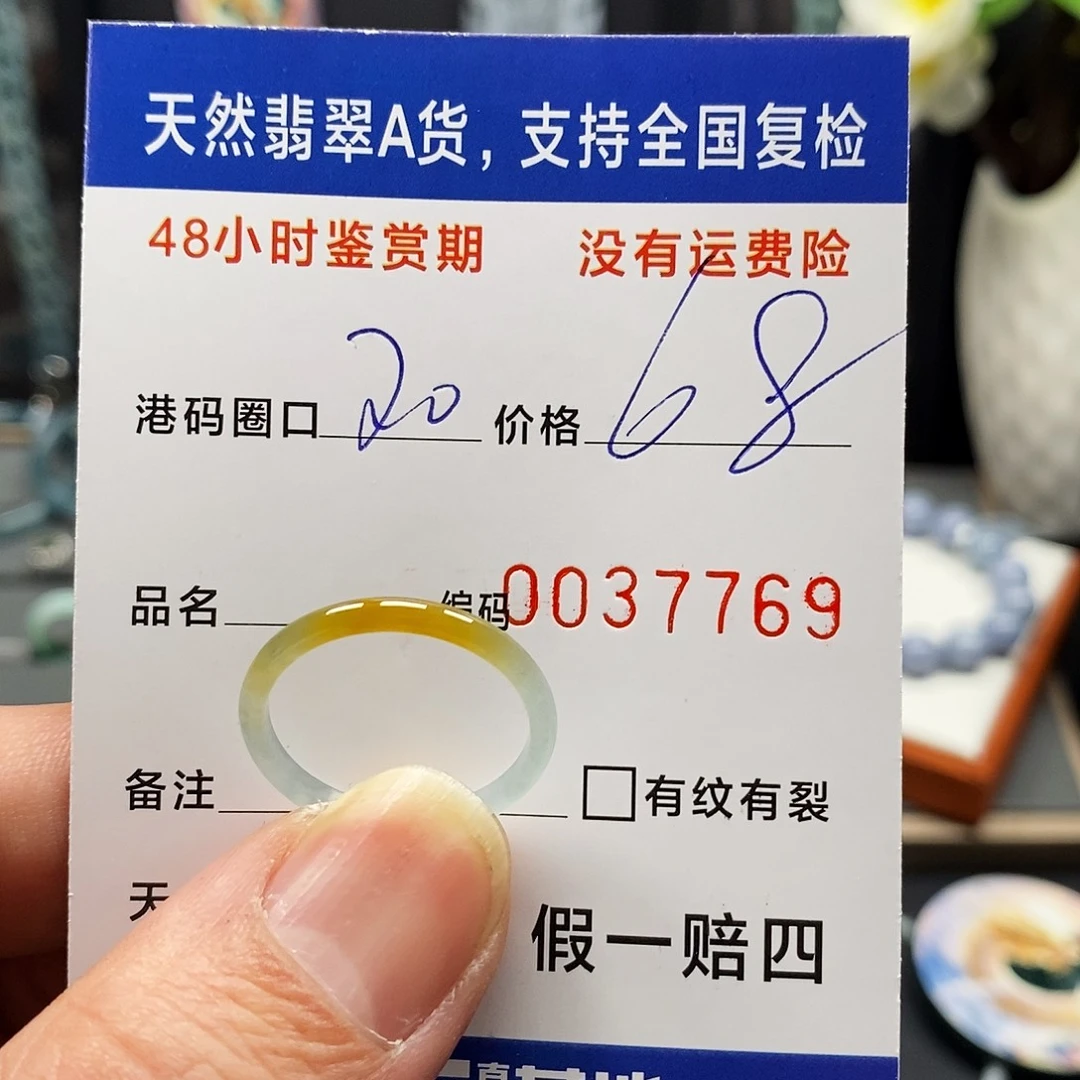 天然翡翠A货，支持全国复检
48小时鉴赏期 没有运费险
港码圈口 20 价格 68
品名 编码 0037769
备注 □有纹有裂
天
假一赔四